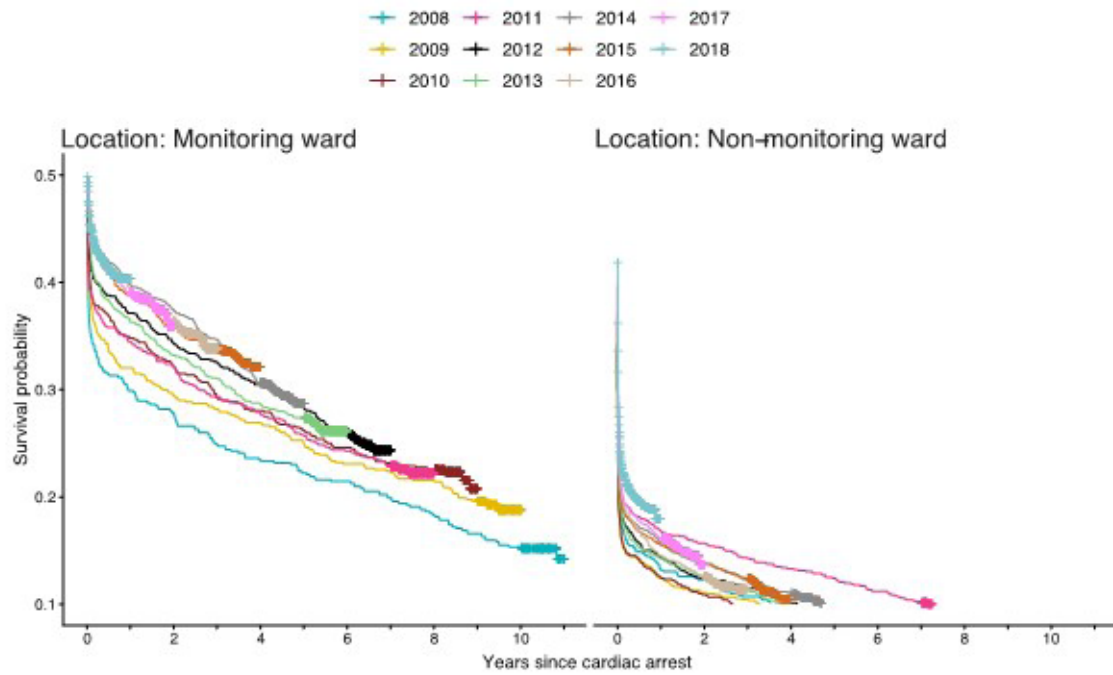 2008 2011 2014 2017
2009 2012 2015 2018
2010 2013 2016
Location: Monitoring ward
Location: Non-monitoring ward
Survival probability
0.5
0.4
0.3
0.2
0.1
0 2 4 6 8 10
0 2 4 6 8 10
Years since cardiac arrest